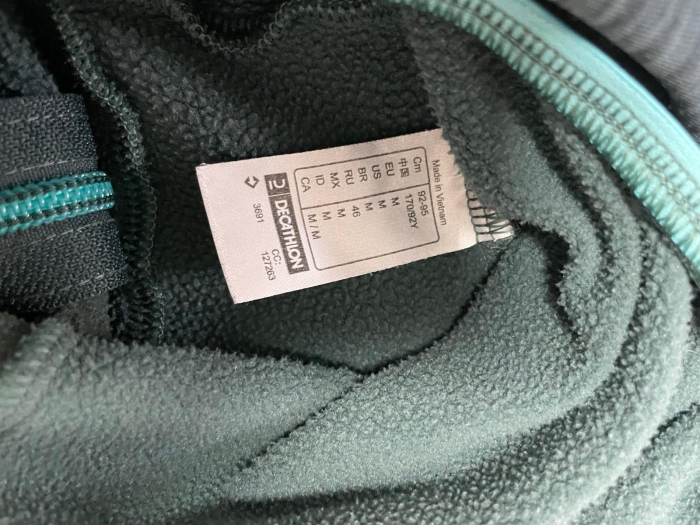 Made in Vietnam
Cm 92-95
中国 170/92Y
EU M
US M
BR M
RU 46
MX M
ID M
CA M / M
DECATHLON
CC:
3691 127263